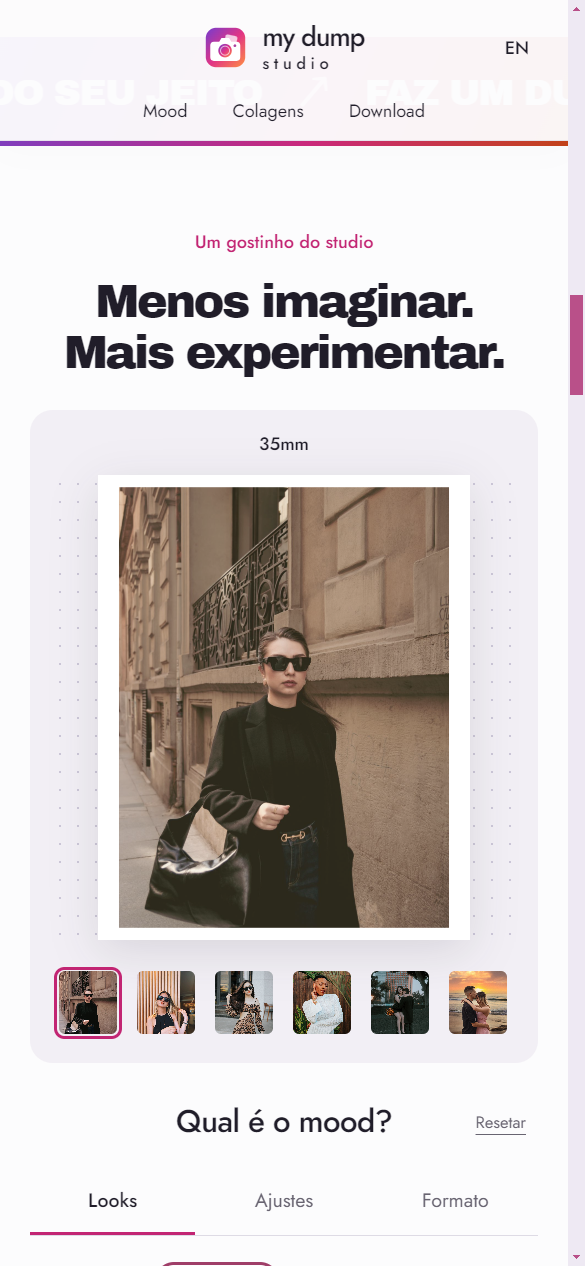 my dump
studio
EN
DO SEU JEITO ↗ FAZ UM DU
Mood Colagens Download
Um gostinho do studio
Menos imaginar.
Mais experimentar.
35mm
Qual é o mood?
Resetar
Looks Ajustes Formato